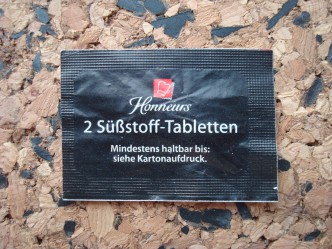 Honneurs
2 Süßstoff-Tabletten
Mindestens haltbar bis:
siehe Kartonaufdruck.